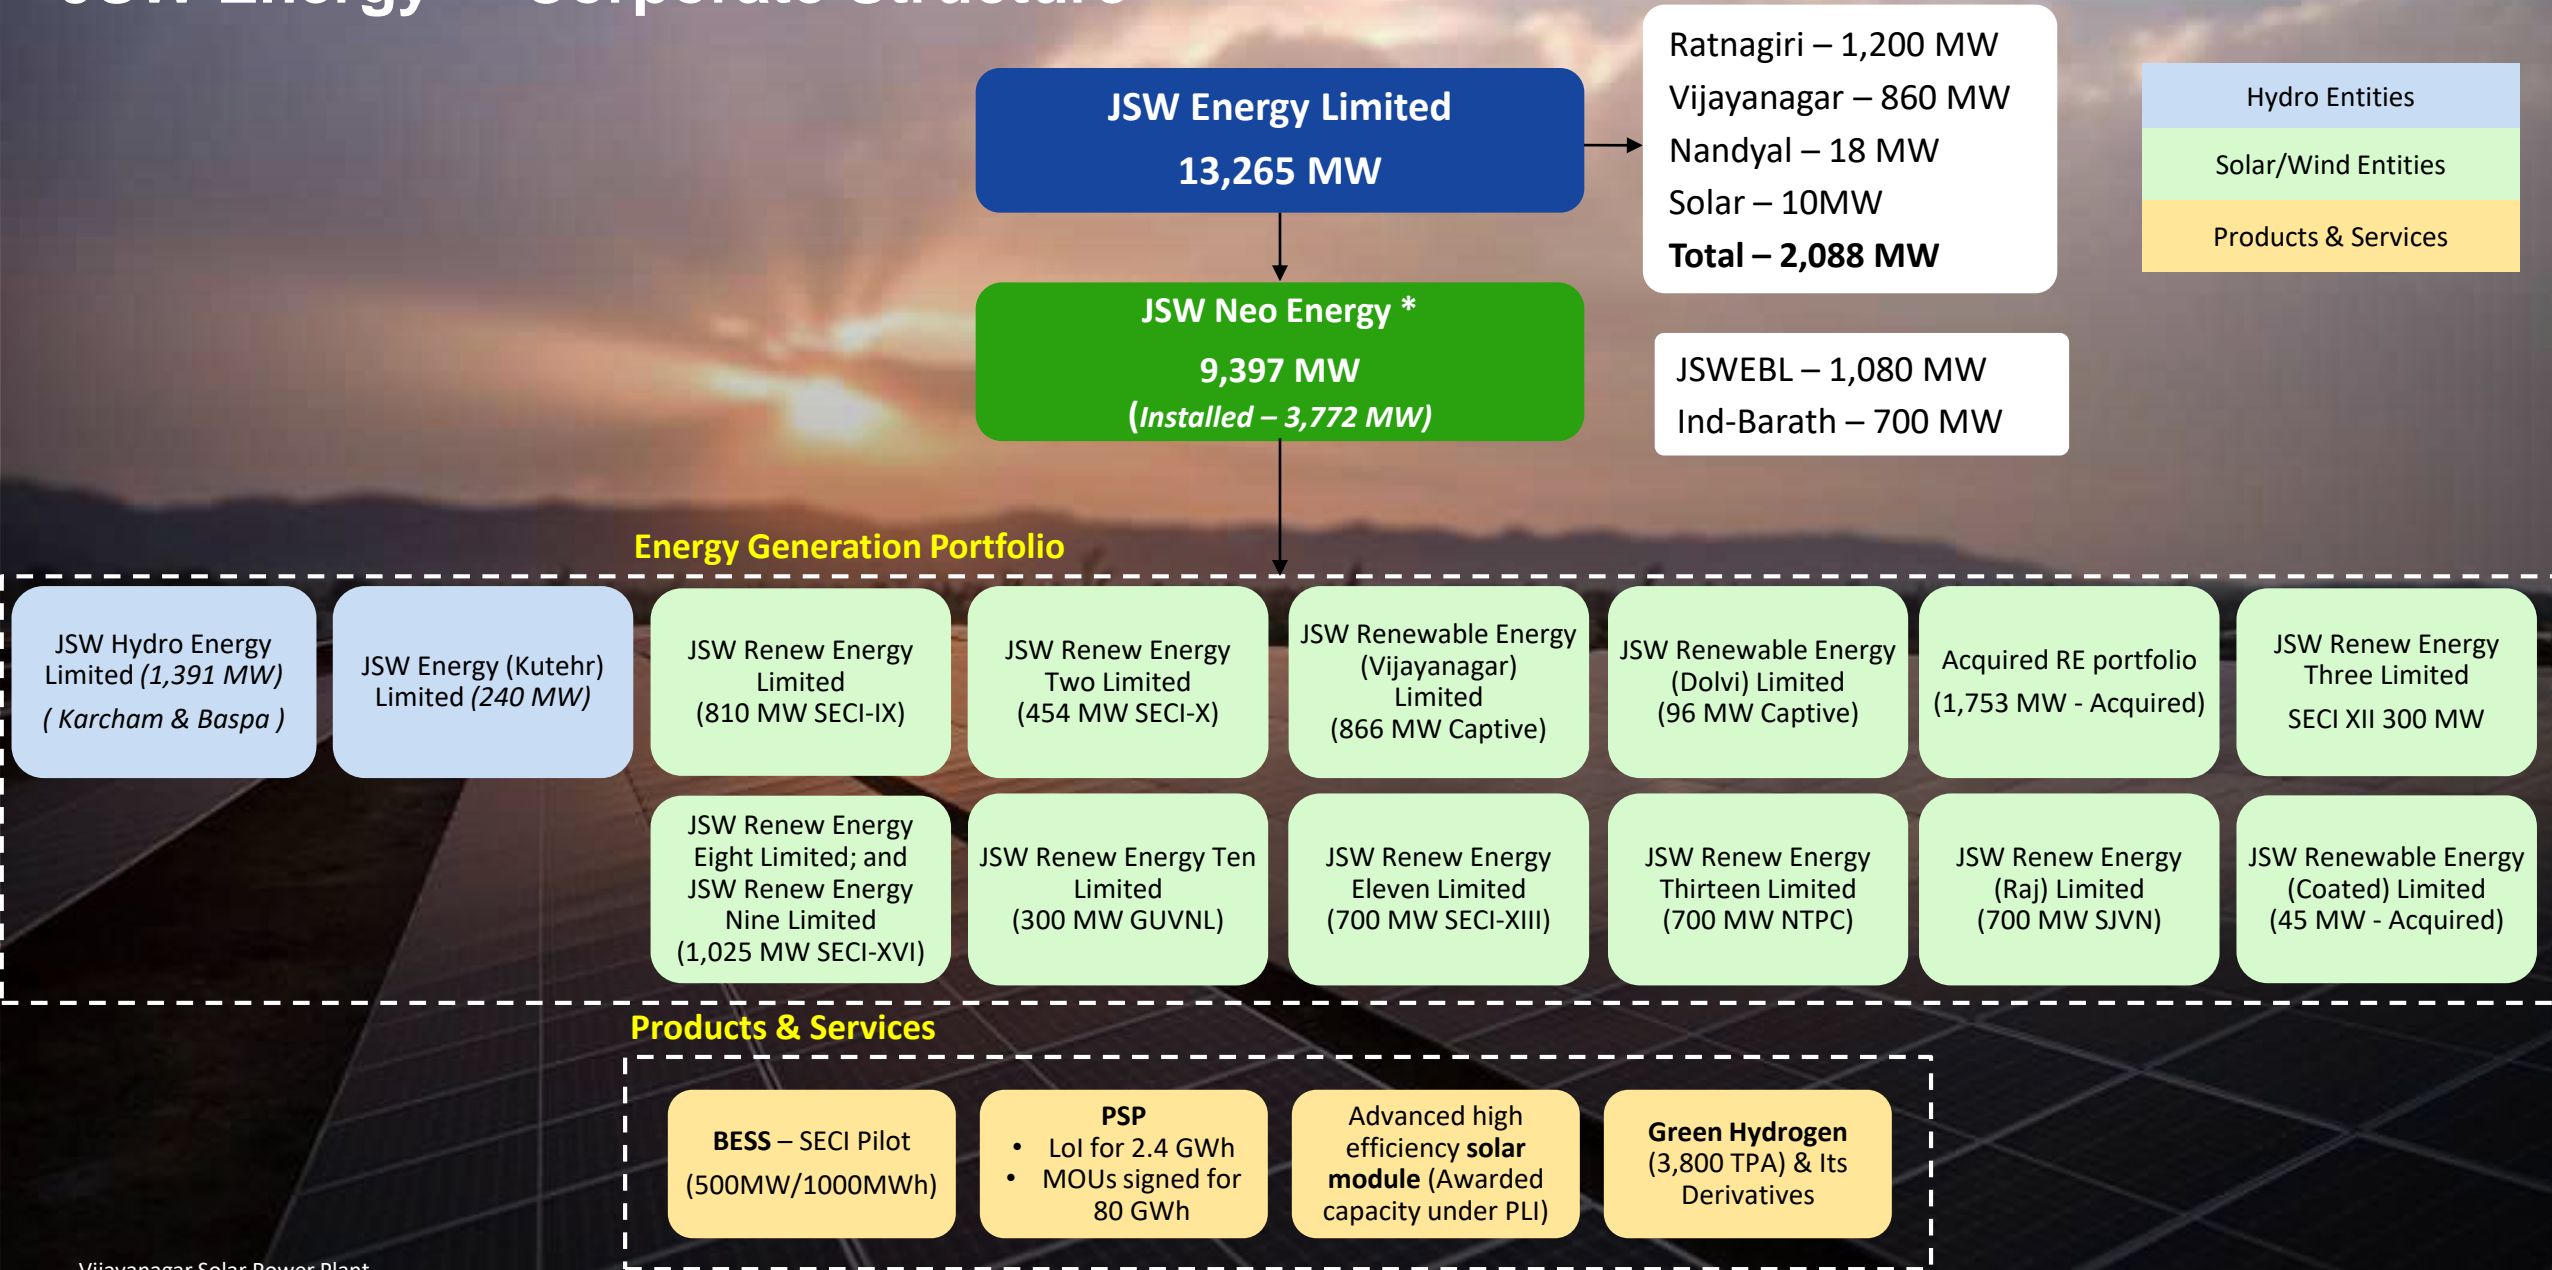 JSW Energy – Corporate Structure
JSW Energy Limited
13,265 MW
Ratnagiri – 1,200 MW
Vijayanagar – 860 MW
Nandyal – 18 MW
Solar – 10MW
Total – 2,088 MW
Hydro Entities
Solar/Wind Entities
Products & Services
JSW Neo Energy *
9,397 MW
(Installed – 3,772 MW)
JSWEBL – 1,080 MW
Ind-Barath – 700 MW
Energy Generation Portfolio
JSW Hydro Energy
Limited (1,391 MW)
( Karcham & Baspa )
JSW Energy (Kutehr)
Limited (240 MW)
JSW Renew Energy
Limited
(810 MW SECI-IX)
JSW Renew Energy
Two Limited
(454 MW SECI-X)
JSW Renewable Energy
(Vijayanagar)
Limited
(866 MW Captive)
JSW Renewable Energy
(Dolvi) Limited
(96 MW Captive)
Acquired RE portfolio
(1,753 MW - Acquired)
JSW Renew Energy
Three Limited
SECI XII 300 MW
JSW Renew Energy
Eight Limited; and
JSW Renew Energy
Nine Limited
(1,025 MW SECI-XVI)
JSW Renew Energy Ten
Limited
(300 MW GUVNL)
JSW Renew Energy
Eleven Limited
(700 MW SECI-XIII)
JSW Renew Energy
Thirteen Limited
(700 MW NTPC)
JSW Renew Energy
(Raj) Limited
(700 MW SJVN)
JSW Renewable Energy
(Coated) Limited
(45 MW - Acquired)
Products & Services
BESS – SECI Pilot
(500MW/1000MWh)
PSP
• LoI for 2.4 GWh
• MOUs signed for
80 GWh
Advanced high
efficiency solar
module (Awarded
capacity under PLI)
Green Hydrogen
(3,800 TPA) & Its
Derivatives
Vijayanagar Solar Power Plant